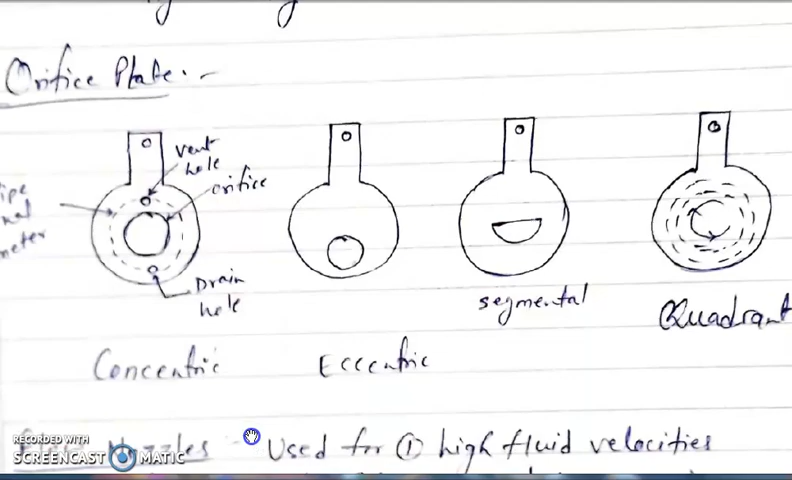 Orifice Plate:-
vent
hole
orifice
Drain
hole
segmental
Quadrant
Concentric
Eccentric
Nozzles - Used for ① high fluid velocities
RECORDED WITH
SCREENCAST MATIC